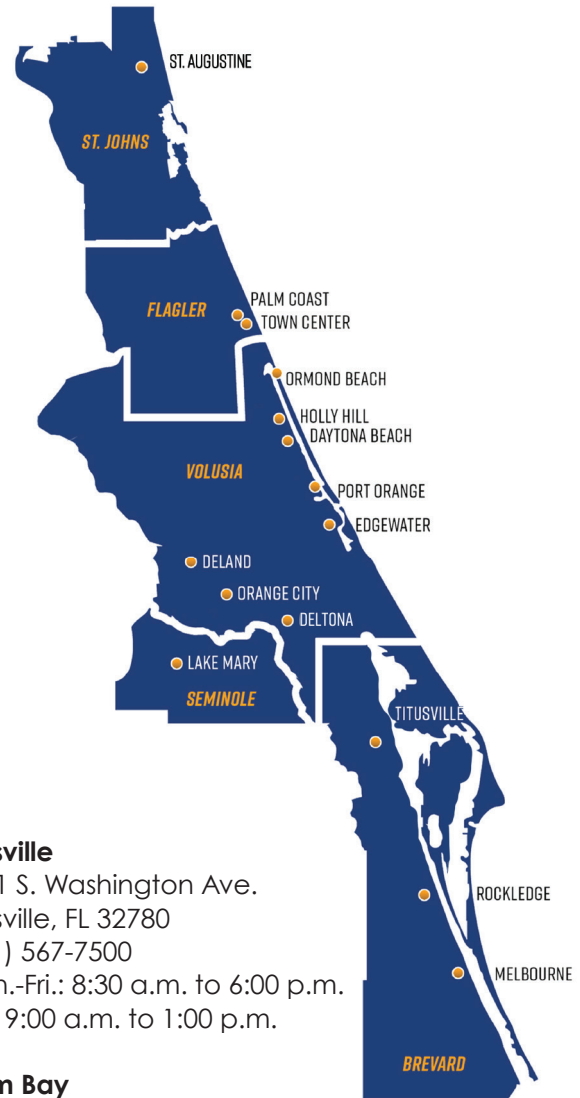 ST. AUGUSTINE
ST. JOHNS
PALM COAST
FLAGLER
TOWN CENTER
ORMOND BEACH
HOLLY HILL
DAYTONA BEACH
VOLUSIA
PORT ORANGE
EDGEWATER
DELAND
ORANGE CITY
DELTONA
LAKE MARY
SEMINOLE
TITUSVILLE
sville
1 S. Washington Ave.
sville, FL 32780
) 567-7500
n.-Fri.: 8:30 a.m. to 6:00 p.m.
9:00 a.m. to 1:00 p.m.
ROCKLEDGE
MELBOURNE
BREVARD
m Bay